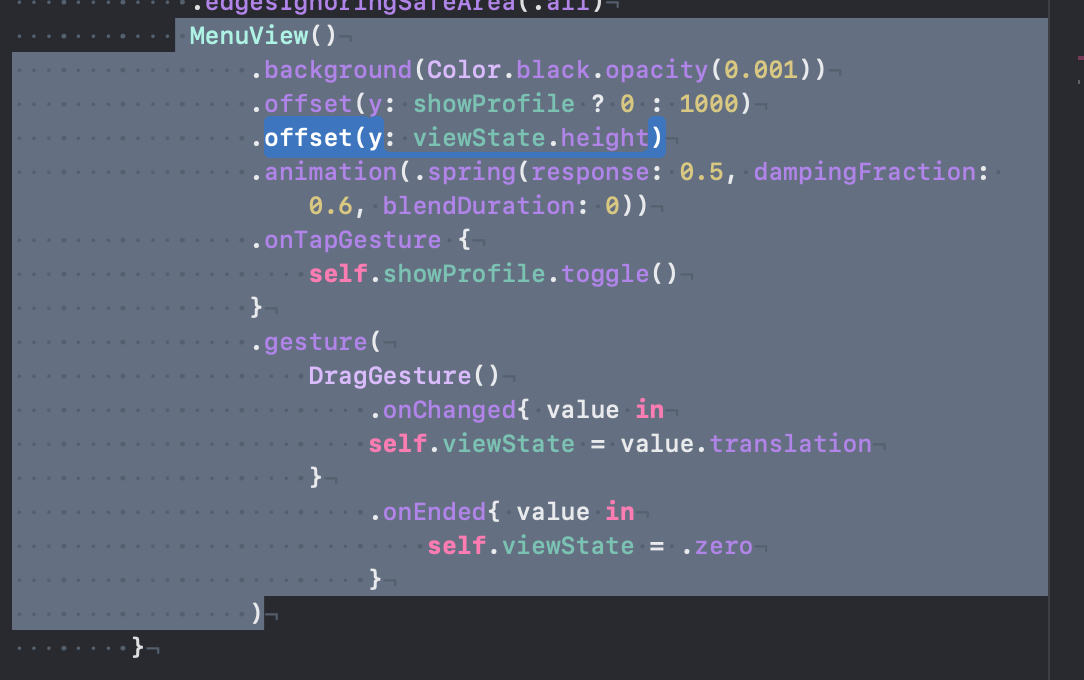 .edgesIgnoringSafeArea(.all)
MenuView()
.background(Color.black.opacity(0.001))
.offset(y: showProfile ? 0 : 1000)
.offset(y: viewState.height)
.animation(.spring(response: 0.5, dampingFraction:
0.6, blendDuration: 0))
.onTapGesture {
self.showProfile.toggle()
}
.gesture(
DragGesture()
.onChanged{ value in
self.viewState = value.translation
}
.onEnded{ value in
self.viewState = .zero
}
)
}